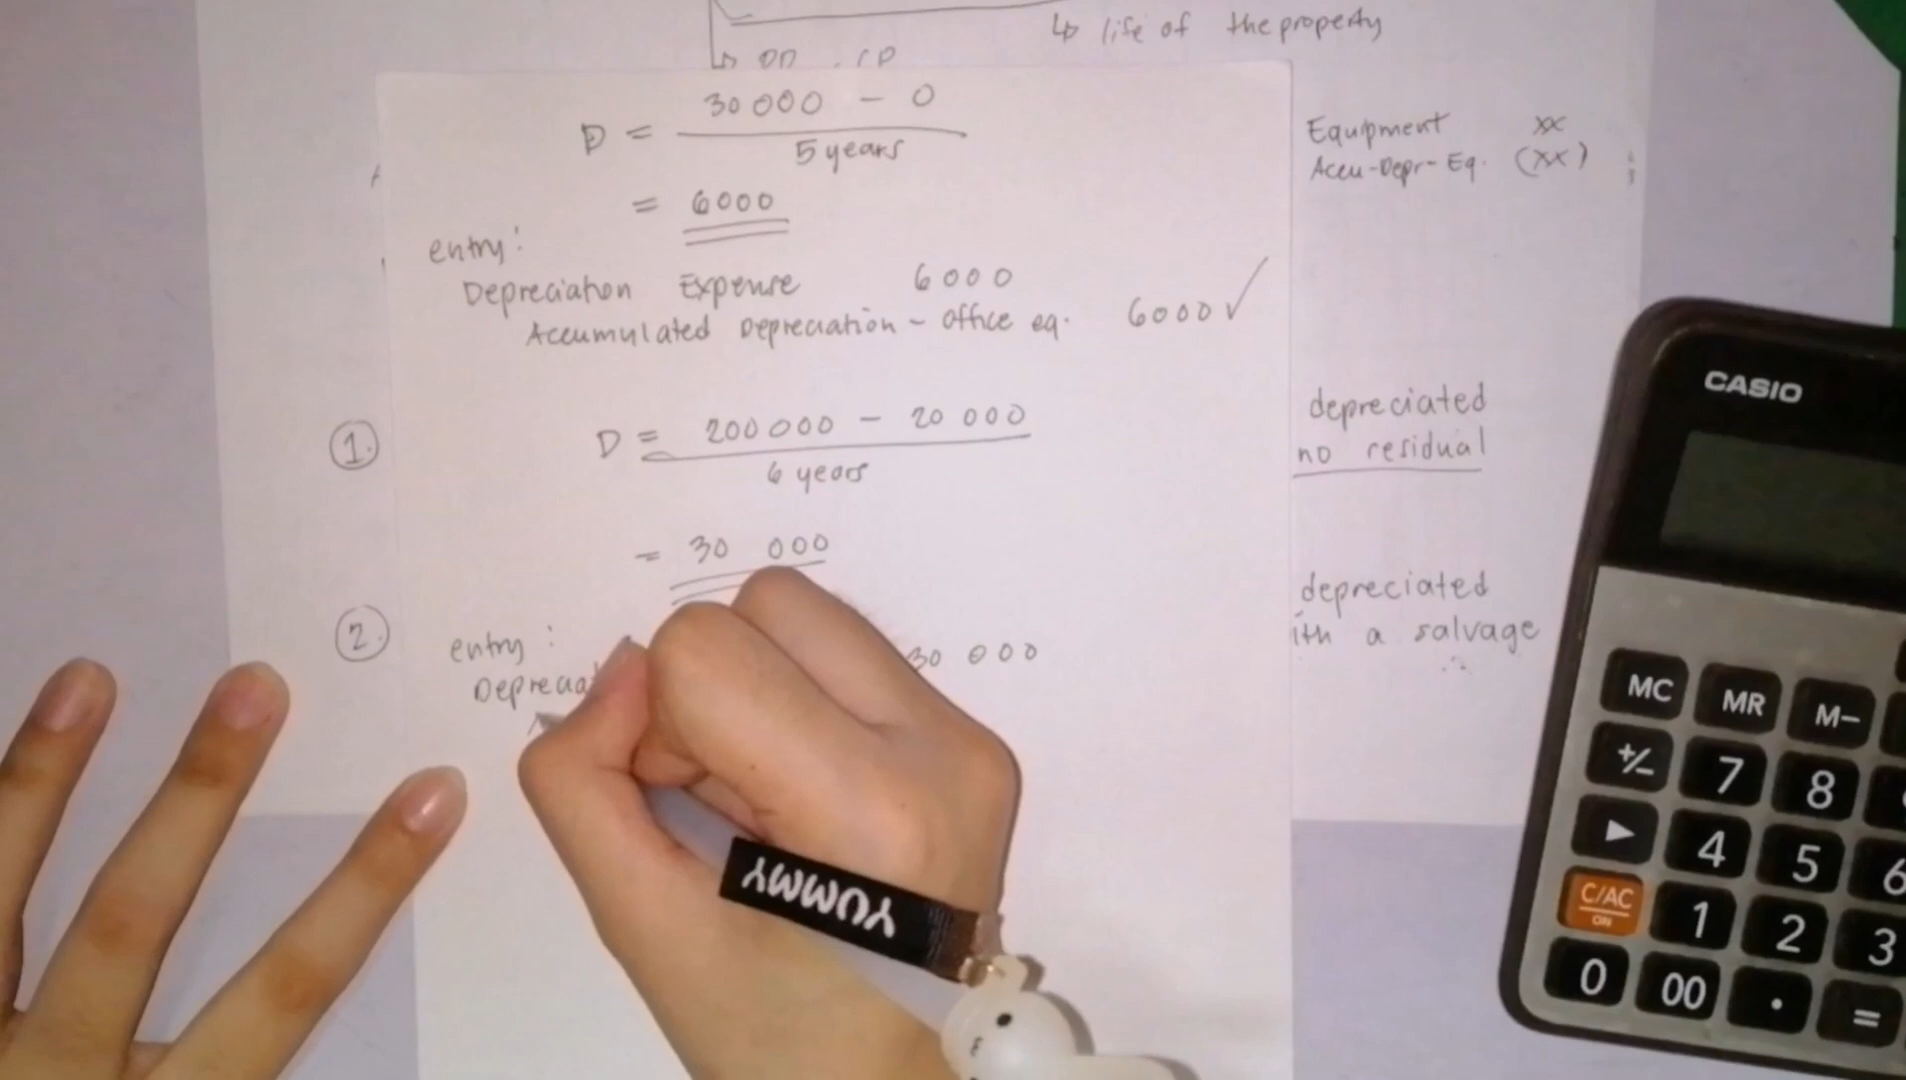 ↳ life of the property
30 000 - 0
D =
5 years
= 6000
entry:
Depreciation Expense 6000
Accumulated Depreciation - Office eq. 6000 ✓
Equipment xx
Accu-Depr-Eq. (xx)
1.
D = 200 000 - 20 000
6 years
= 30 000
2.
entry:
30 000
depreciated
no residual
depreciated
a salvage
YUMMY
CASIO
MC MR M-
+/- 7 8
▶ 4 5 6
C/AC ON 1 2 3
0 00 . =